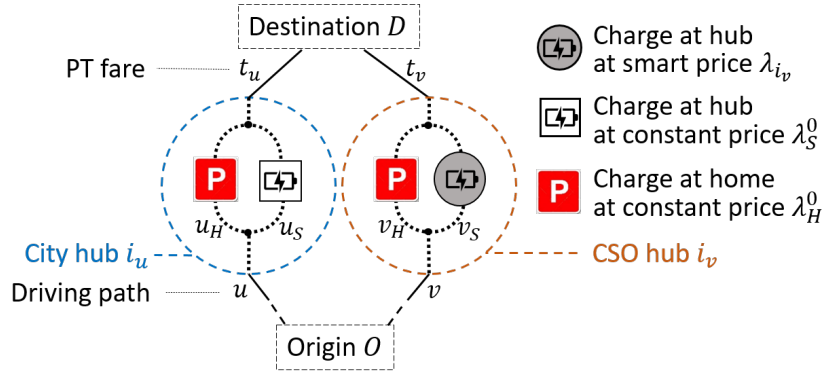 Destination D
PT fare
t_u
t_v
P
P
u_H
u_S
v_H
v_S
City hub i_u
CSO hub i_v
Driving path
u
v
Origin O
Charge at hub
at smart price λ_{i_v}
Charge at hub
at constant price λ_S^0
P
Charge at home
at constant price λ_H^0